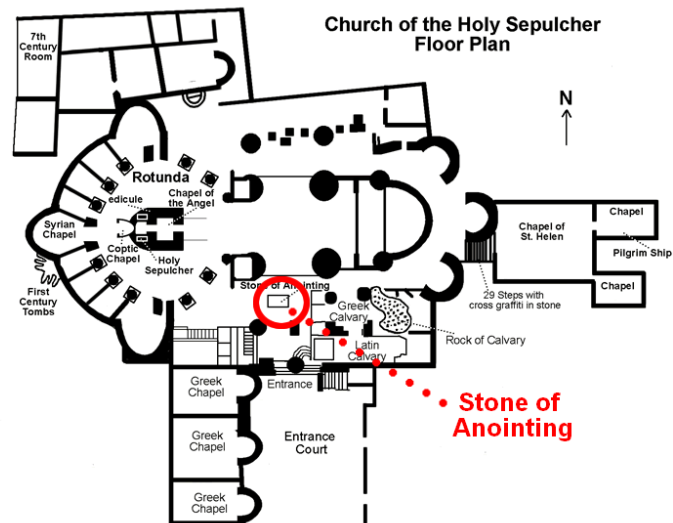 Church of the Holy Sepulcher
Floor Plan
7th
Century
Room
N
Rotunda
edicule
Chapel of
the Angel
Syrian
Chapel
Coptic
Chapel
Holy
Sepulcher
First
Century
Tombs
Chapel of
St. Helen
Chapel
Pilgrim Ship
Chapel
29 Steps with
cross graffiti in stone
Stone of Anointing
Greek
Calvary
Rock of Calvary
Latin
Calvary
Entrance
Stone of
Anointing
Greek
Chapel
Greek
Chapel
Entrance
Court
Greek
Chapel